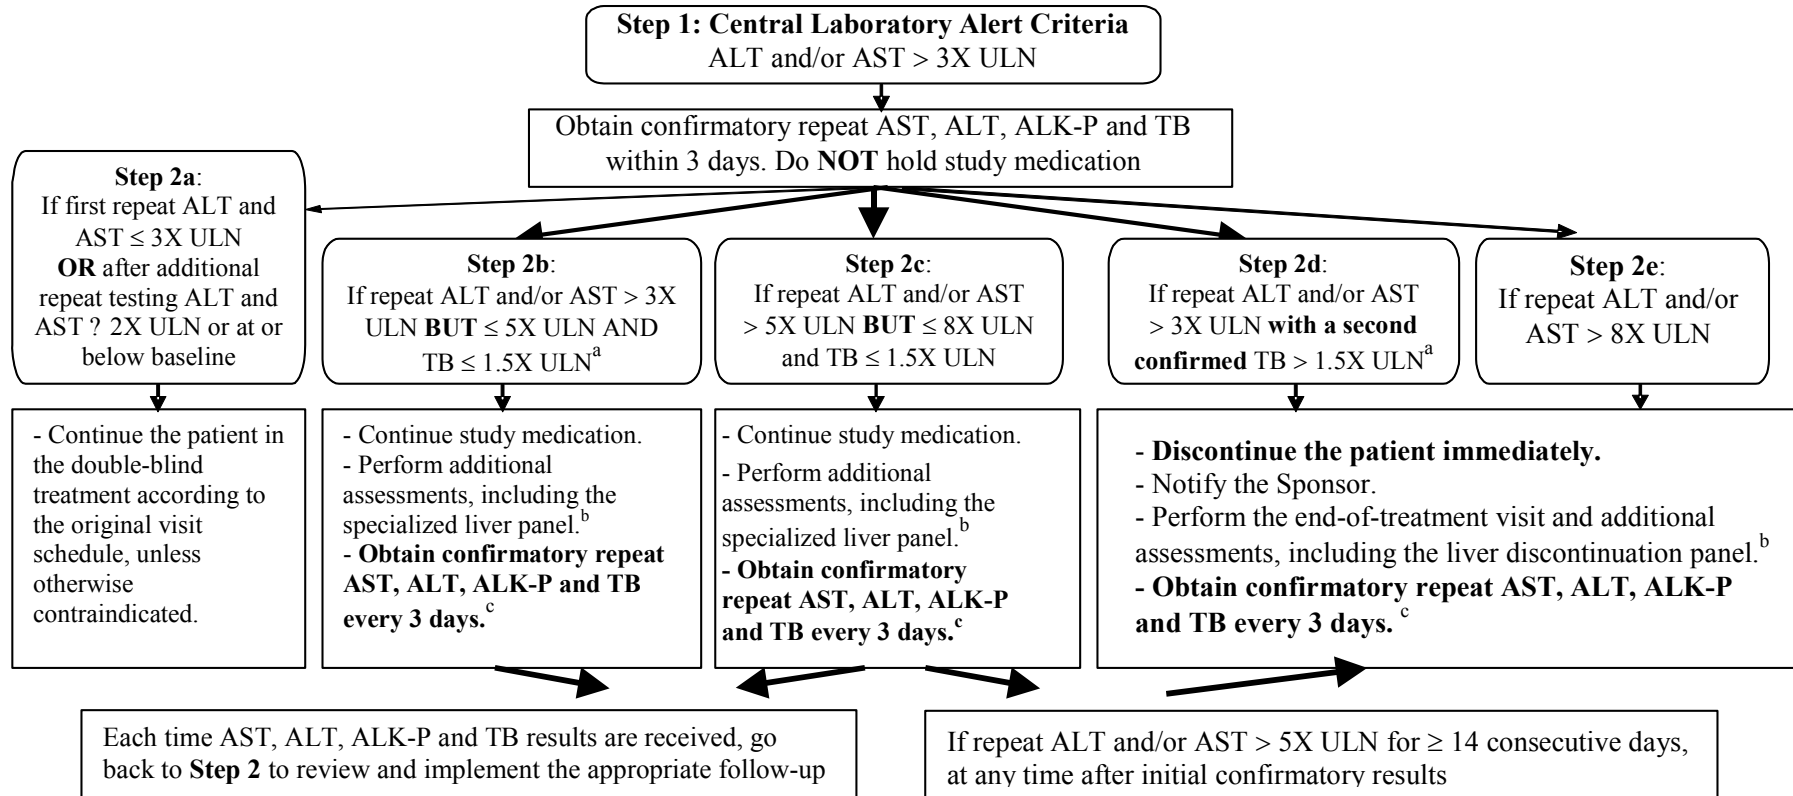 Step 1: Central Laboratory Alert Criteria
ALT and/or AST > 3X ULN
Obtain confirmatory repeat AST, ALT, ALK-P and TB
within 3 days. Do NOT hold study medication
Step 2a:
If first repeat ALT and
AST ≤ 3X ULN
OR after additional
repeat testing ALT and
AST ? 2X ULN or at or
below baseline
Step 2b:
If repeat ALT and/or AST > 3X
ULN BUT ≤ 5X ULN AND
TB ≤ 1.5X ULNa
Step 2c:
If repeat ALT and/or AST
> 5X ULN BUT ≤ 8X ULN
and TB ≤ 1.5X ULN
Step 2d:
If repeat ALT and/or AST
> 3X ULN with a second
confirmed TB > 1.5X ULNa
Step 2e:
If repeat ALT and/or
AST > 8X ULN
- Continue the patient in
the double-blind
treatment according to
the original visit
schedule, unless
otherwise
contraindicated.
- Continue study medication.
- Perform additional
assessments, including the
specialized liver panel.b
- Obtain confirmatory repeat
AST, ALT, ALK-P and TB
every 3 days.c
- Continue study medication.
- Perform additional
assessments, including the
specialized liver panel.b
- Obtain confirmatory
repeat AST, ALT, ALK-P
and TB every 3 days.c
- Discontinue the patient immediately.
- Notify the Sponsor.
- Perform the end-of-treatment visit and additional
assessments, including the liver discontinuation panel.b
- Obtain confirmatory repeat AST, ALT, ALK-P
and TB every 3 days. c
Each time AST, ALT, ALK-P and TB results are received, go
back to Step 2 to review and implement the appropriate follow-up
If repeat ALT and/or AST > 5X ULN for ≥ 14 consecutive days,
at any time after initial confirmatory results